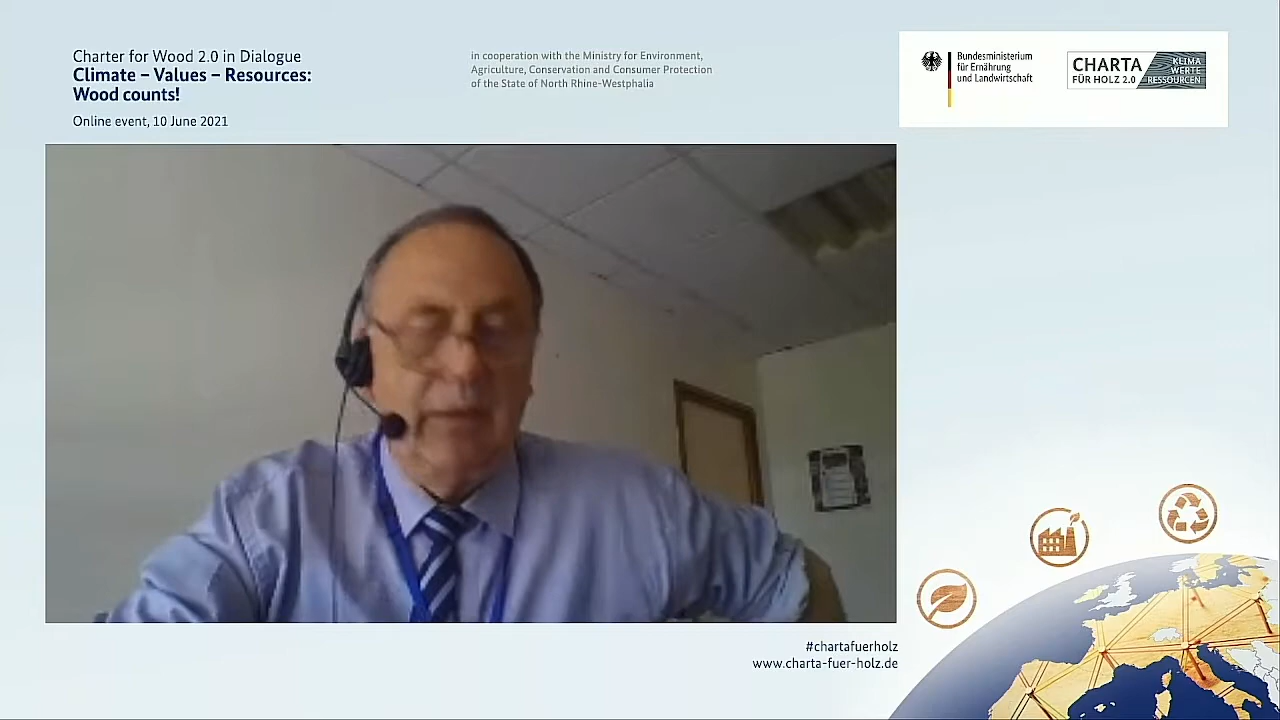 Charter for Wood 2.0 in Dialogue
Climate – Values – Resources:
Wood counts!
Online event, 10 June 2021
in cooperation with the Ministry for Environment,
Agriculture, Conservation and Consumer Protection
of the State of North Rhine-Westphalia
Bundesministerium
für Ernährung
und Landwirtschaft
CHARTA
FÜR HOLZ 2.0
KLIMA
WERTE
RESSOURCEN
#chartafuerholz
www.charta-fuer-holz.de